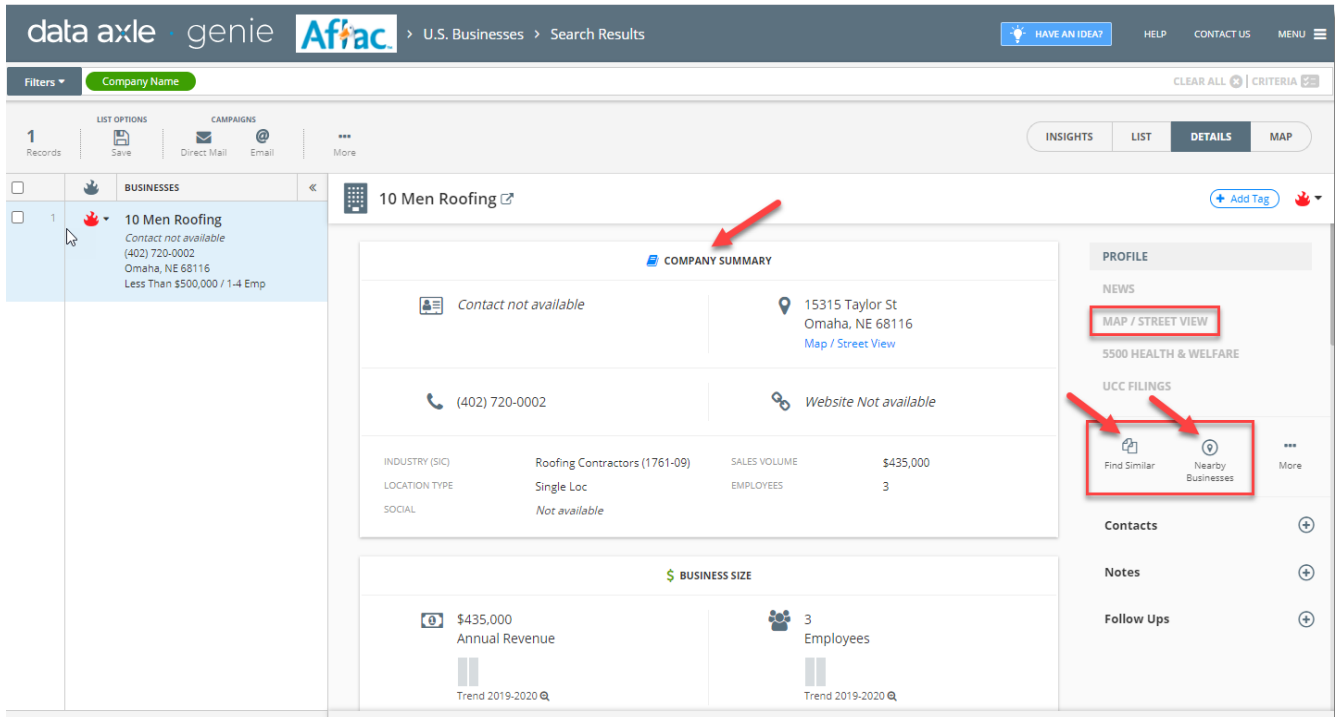 data axle genie Aflac > U.S. Businesses > Search Results
HAVE AN IDEA? HELP CONTACT US MENU
Filters Company Name CLEAR ALL | CRITERIA
LIST OPTIONS CAMPAIGNS
1 Records Save Direct Mail Email More
INSIGHTS LIST DETAILS MAP
BUSINESSES «
1 10 Men Roofing
Contact not available
(402) 720-0002
Omaha, NE 68116
Less Than $500,000 / 1-4 Emp
10 Men Roofing
+ Add Tag
COMPANY SUMMARY
Contact not available
15315 Taylor St
Omaha, NE 68116
Map / Street View
(402) 720-0002
Website Not available
INDUSTRY (SIC) Roofing Contractors (1761-09) SALES VOLUME $435,000
LOCATION TYPE Single Loc EMPLOYEES 3
SOCIAL Not available
$ BUSINESS SIZE
$435,000
Annual Revenue
Trend 2019-2020
3
Employees
Trend 2019-2020
PROFILE
NEWS
MAP / STREET VIEW
5500 HEALTH & WELFARE
UCC FILINGS
Find Similar
Nearby
Businesses
More
Contacts
Notes
Follow Ups